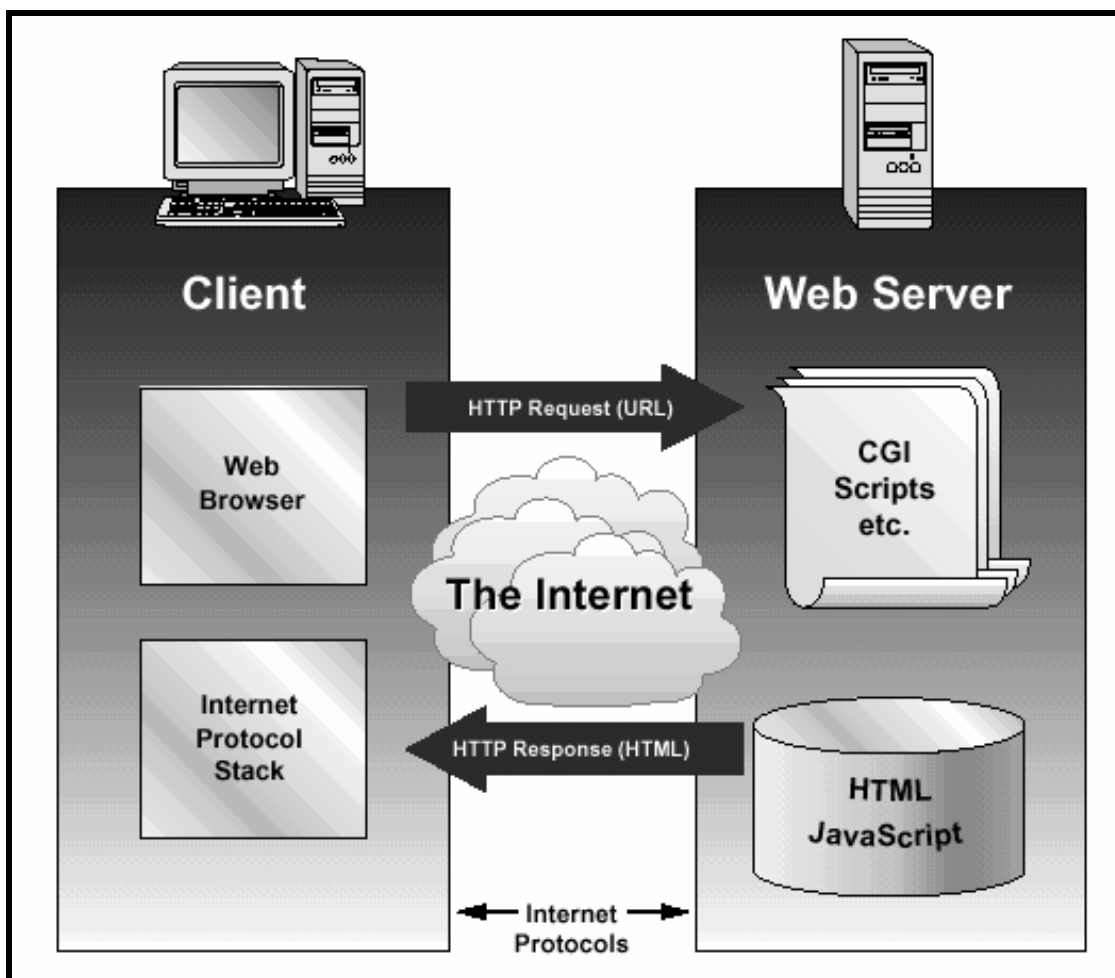 Client
Web Server
HTTP Request (URL)
Web
Browser
CGI
Scripts
etc.
The Internet
Internet
Protocol
Stack
HTTP Response (HTML)
HTML
JavaScript
Internet
Protocols